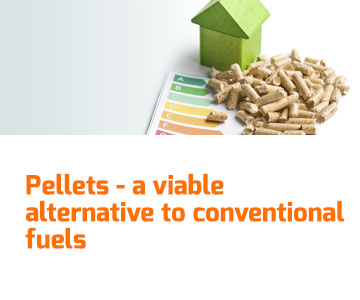 A
B
C
D
E
Pellets - a viable
alternative to conventional
fuels